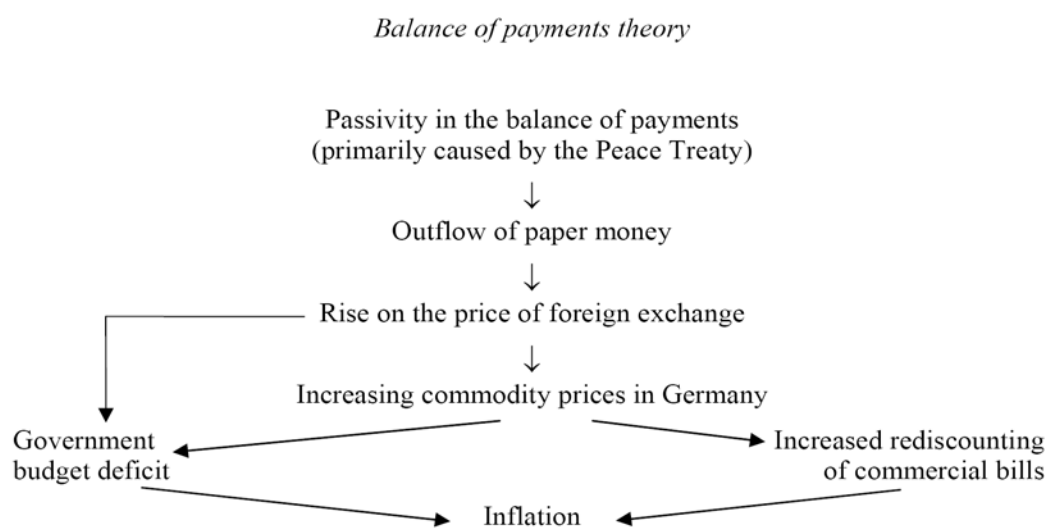 Balance of payments theory
Passivity in the balance of payments
(primarily caused by the Peace Treaty)
Outflow of paper money
Rise on the price of foreign exchange
Increasing commodity prices in Germany
Government
budget deficit
Increased rediscounting
of commercial bills
Inflation